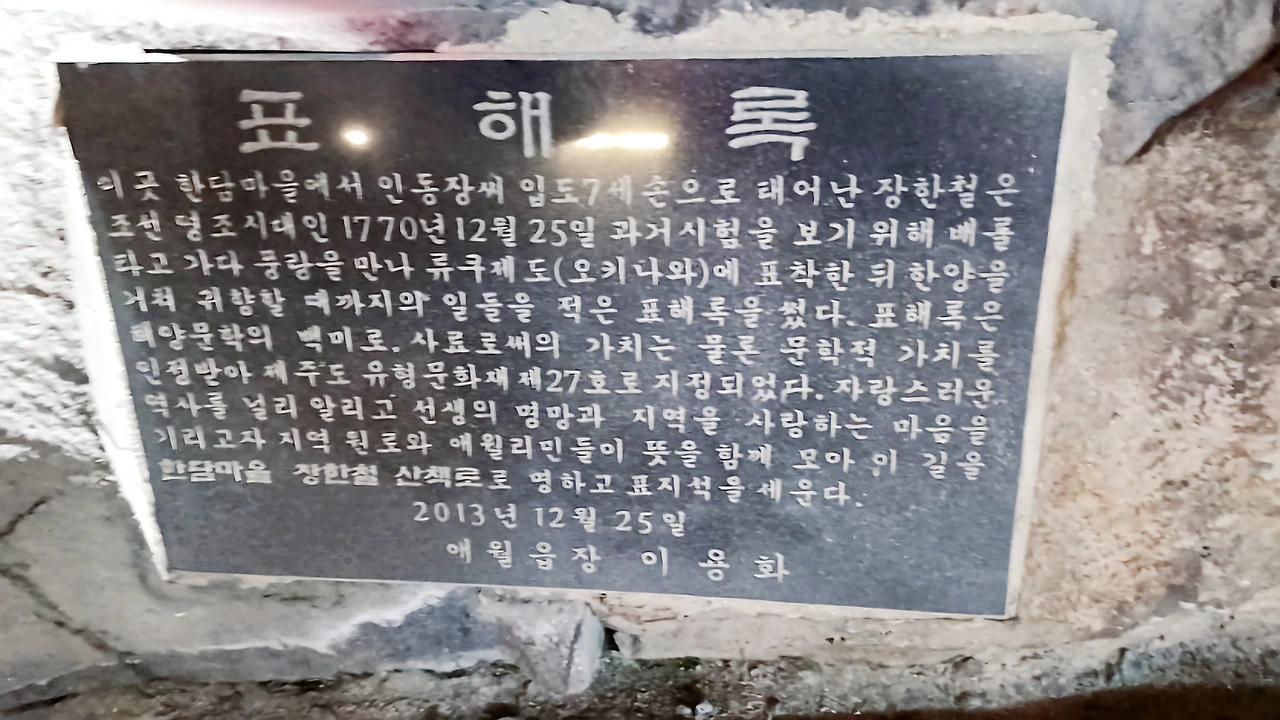 표 해 록
이곳 한담마을에서 인동장씨 입도7세손으로 태어난 장한철은
조선 영조시대인 1770년 12월 25일 과거시험을 보기 위해 배를
타고 가다 풍랑을 만나 류쿠제도(오키나와)에 표착한 뒤 한양을
거쳐 귀향할 때까지의 일들을 적은 표해록을 썼다. 표해록은
해양문학의 백미로. 사료로써의 가치는 물론 문학적 가치를
인정받아 제주도 유형문화재 제27호로 지정되었다. 자랑스러운
역사를 널리 알리고 선생의 명망과 지역을 사랑하는 마음을
기리고자 지역 원로와 애월리민들이 뜻을 함께 모아 이 길을
한담마을 장한철 산책로로 명하고 표지석을 세운다.
2013년 12월 25일
애월읍장 이용화